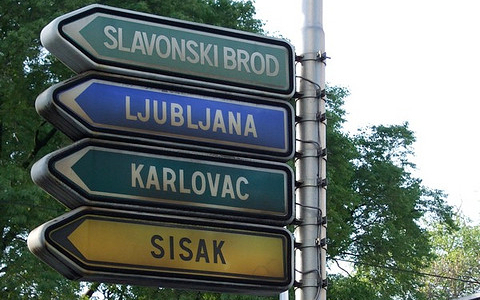 SLAVONSKI BROD
LJUBLJANA
KARLOVAC
SISAK